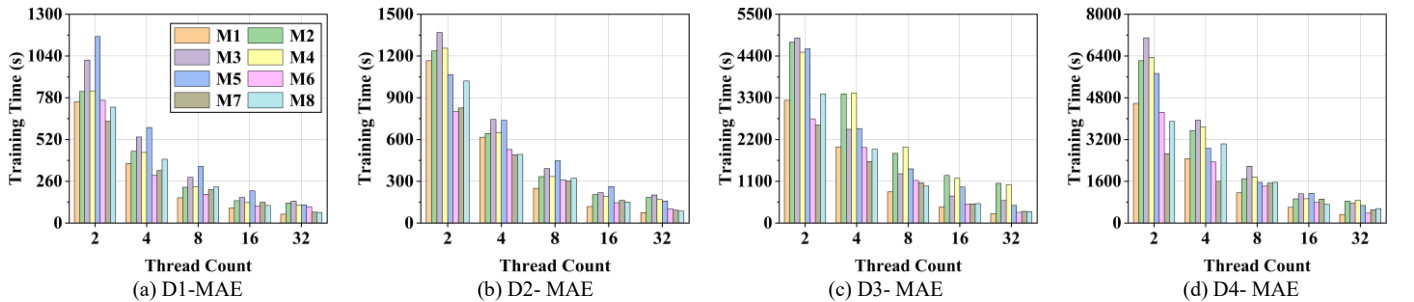 Training Time (s)
1300
1040
780
520
260
0
M1 M2
M3 M4
M5 M6
M7 M8
2 4 8 16 32
Thread Count
(a) D1-MAE
Training Time (s)
1500
1200
900
600
300
0
2 4 8 16 32
Thread Count
(b) D2- MAE
Training Time (s)
5500
4400
3300
2200
1100
0
2 4 8 16 32
Thread Count
(c) D3- MAE
Training Time (s)
8000
6400
4800
3200
1600
0
2 4 8 16 32
Thread Count
(d) D4- MAE